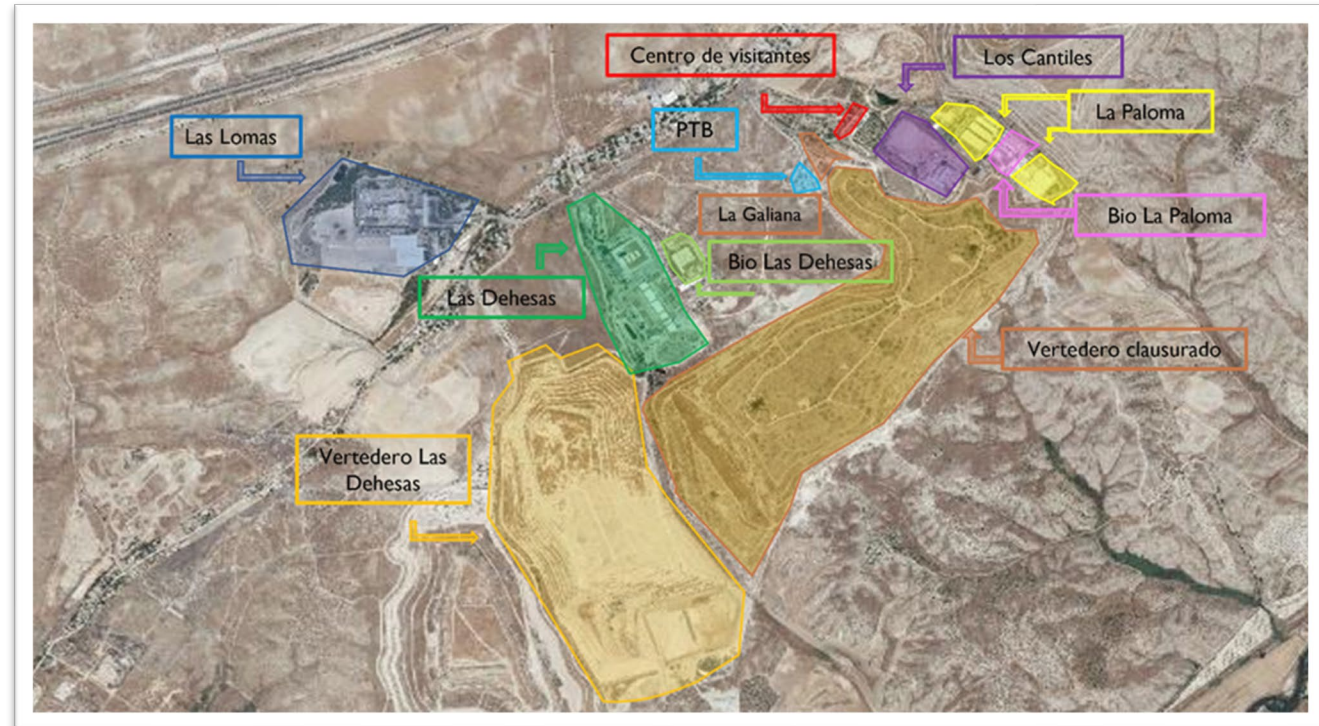 Centro de visitantes
Los Cantiles
La Paloma
PTB
Las Lomas
La Galiana
Bio La Paloma
Bio Las Dehesas
Las Dehesas
Vertedero clausurado
Vertedero Las
Dehesas